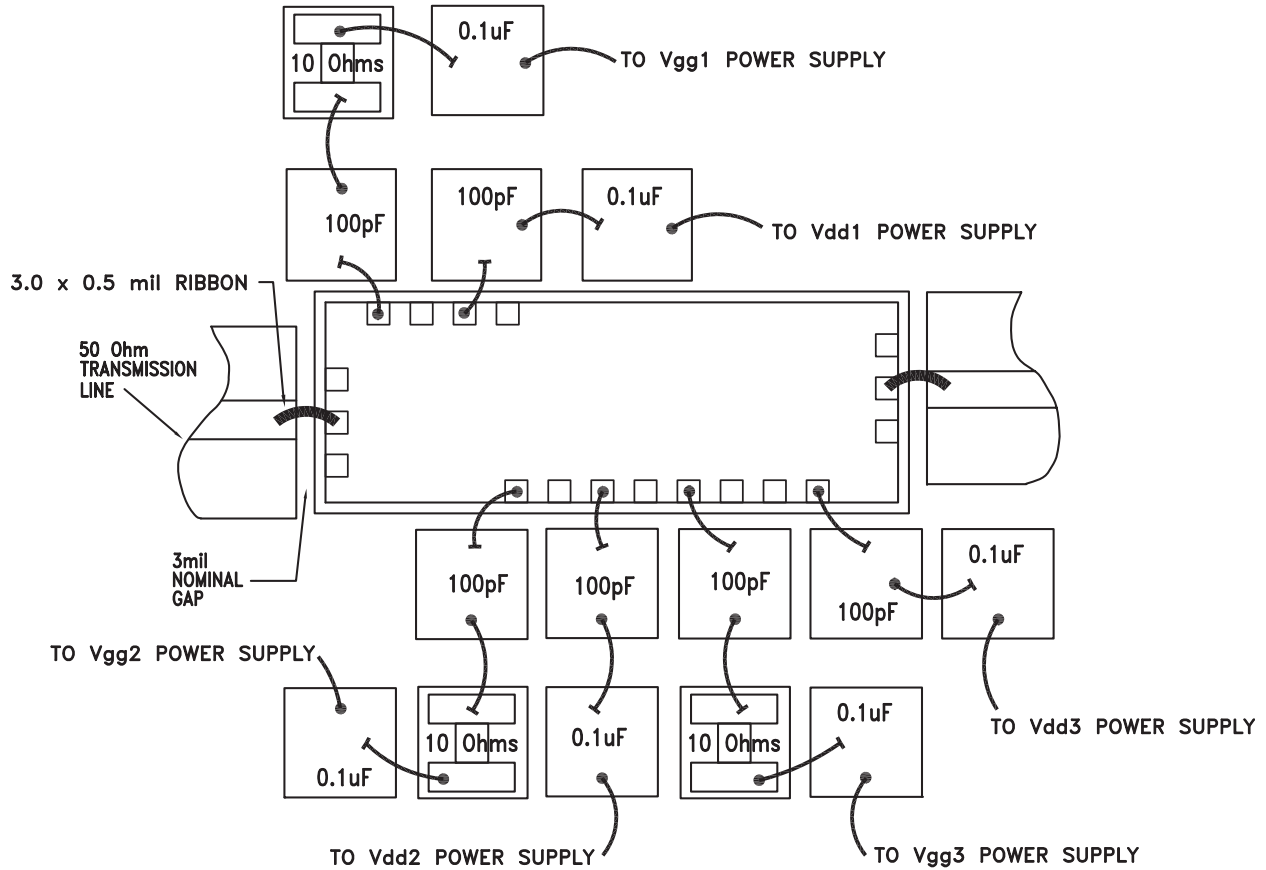 0.1uF
10 Ohms
TO Vgg1 POWER SUPPLY
100pF
0.1uF
100pF
TO Vdd1 POWER SUPPLY
3.0 x 0.5 mil RIBBON
50 Ohm
TRANSMISSION
LINE
3mil
NOMINAL
GAP
100pF
100pF
100pF
100pF
0.1uF
TO Vgg2 POWER SUPPLY
0.1uF
10 Ohms
0.1uF
10 Ohms
0.1uF
TO Vdd3 POWER SUPPLY
TO Vdd2 POWER SUPPLY
TO Vgg3 POWER SUPPLY